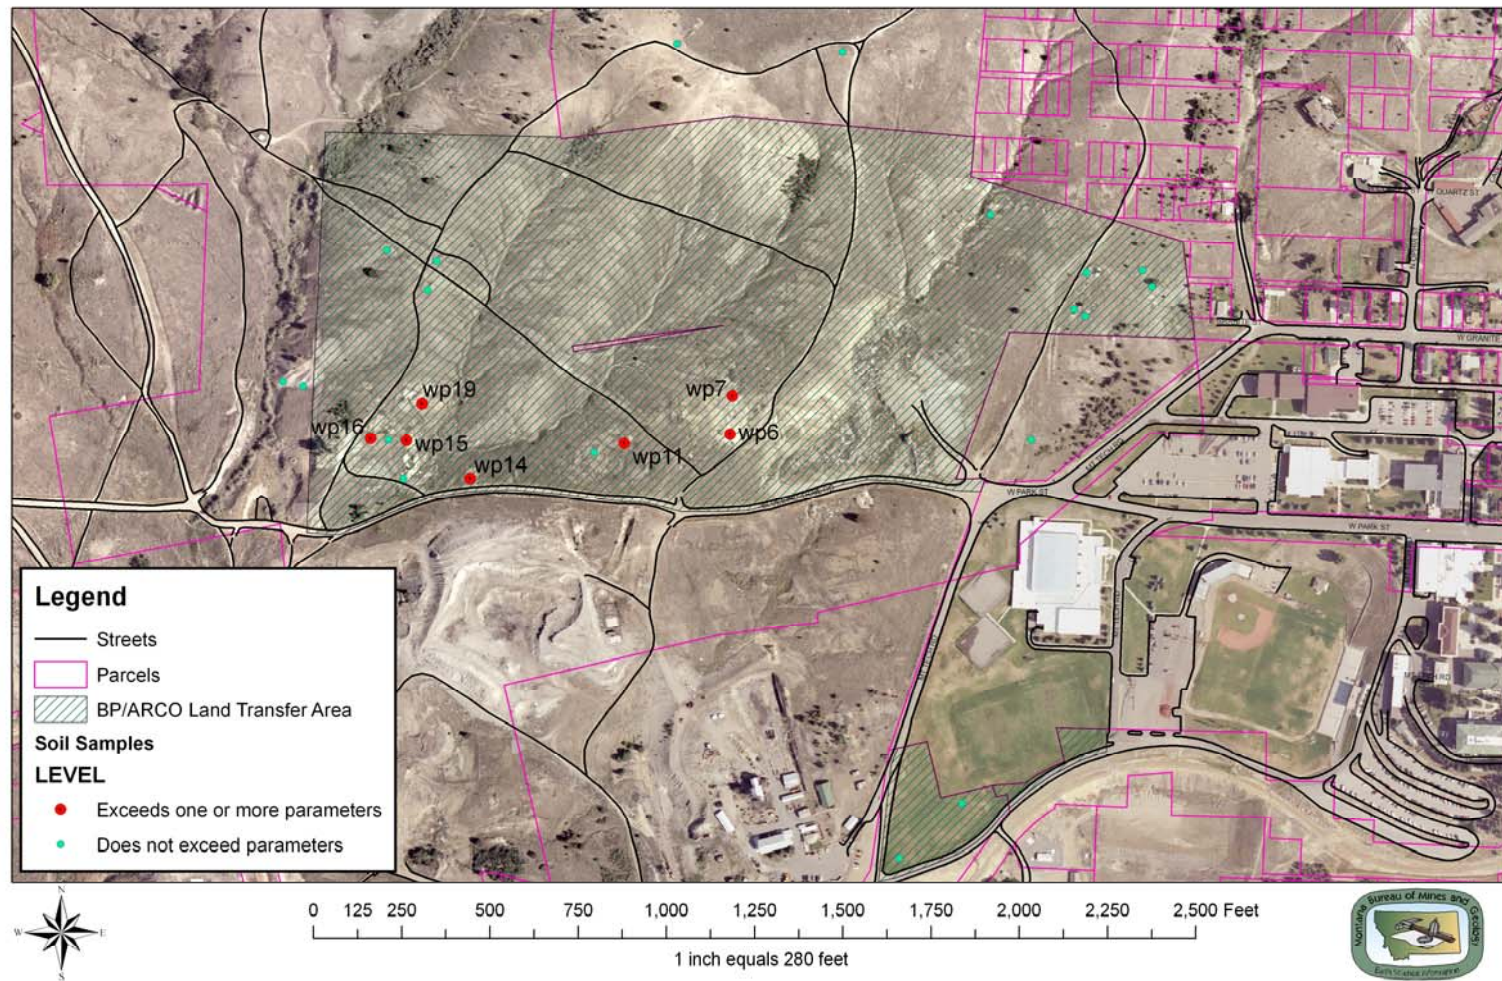 W QUARTZ ST
W GRANITE
wp19
wp7
wp16
wp15
wp6
wp11
wp14
W PARK ST
W PARK ST
Legend
Streets
Parcels
BP/ARCO Land Transfer Area
Soil Samples
LEVEL
Exceeds one or more parameters
Does not exceed parameters
N
W E
S
0 125 250 500 750 1,000 1,250 1,500 1,750 2,000 2,250 2,500 Feet
1 inch equals 280 feet
Montana Bureau of Mines and Geology